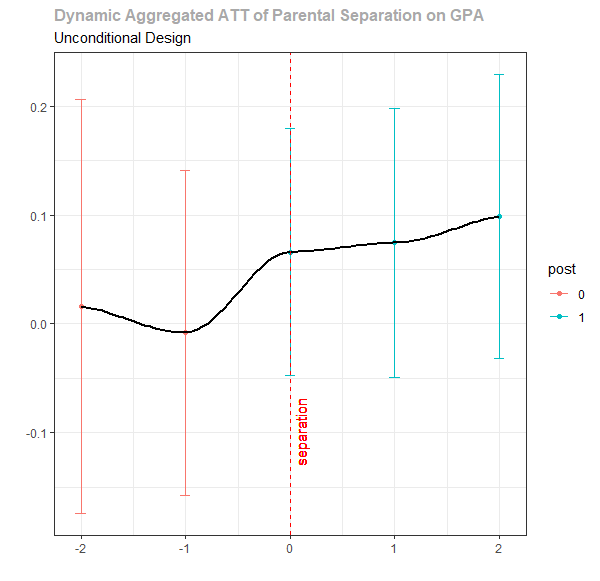 Dynamic Aggregated ATT of Parental Separation on GPA
Unconditional Design
0.2
0.1
0.0
-0.1
separation
-2
-1
0
1
2
post
0
1